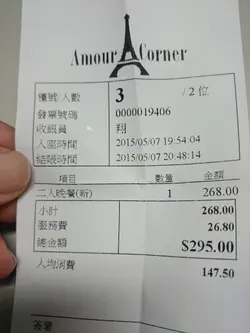 Amour Corner
檯號/人數 3 / 2 位
發票號碼 0000019406
收銀員 翔
入座時間 2015/05/07 19:54:04
結賬時間 2015/05/07 20:48:14
項目 數量 金額
二人晚餐(新) 1 268.00
小計 268.00
服務費 26.80
總金額 $295.00
人均消費 147.50
簽署